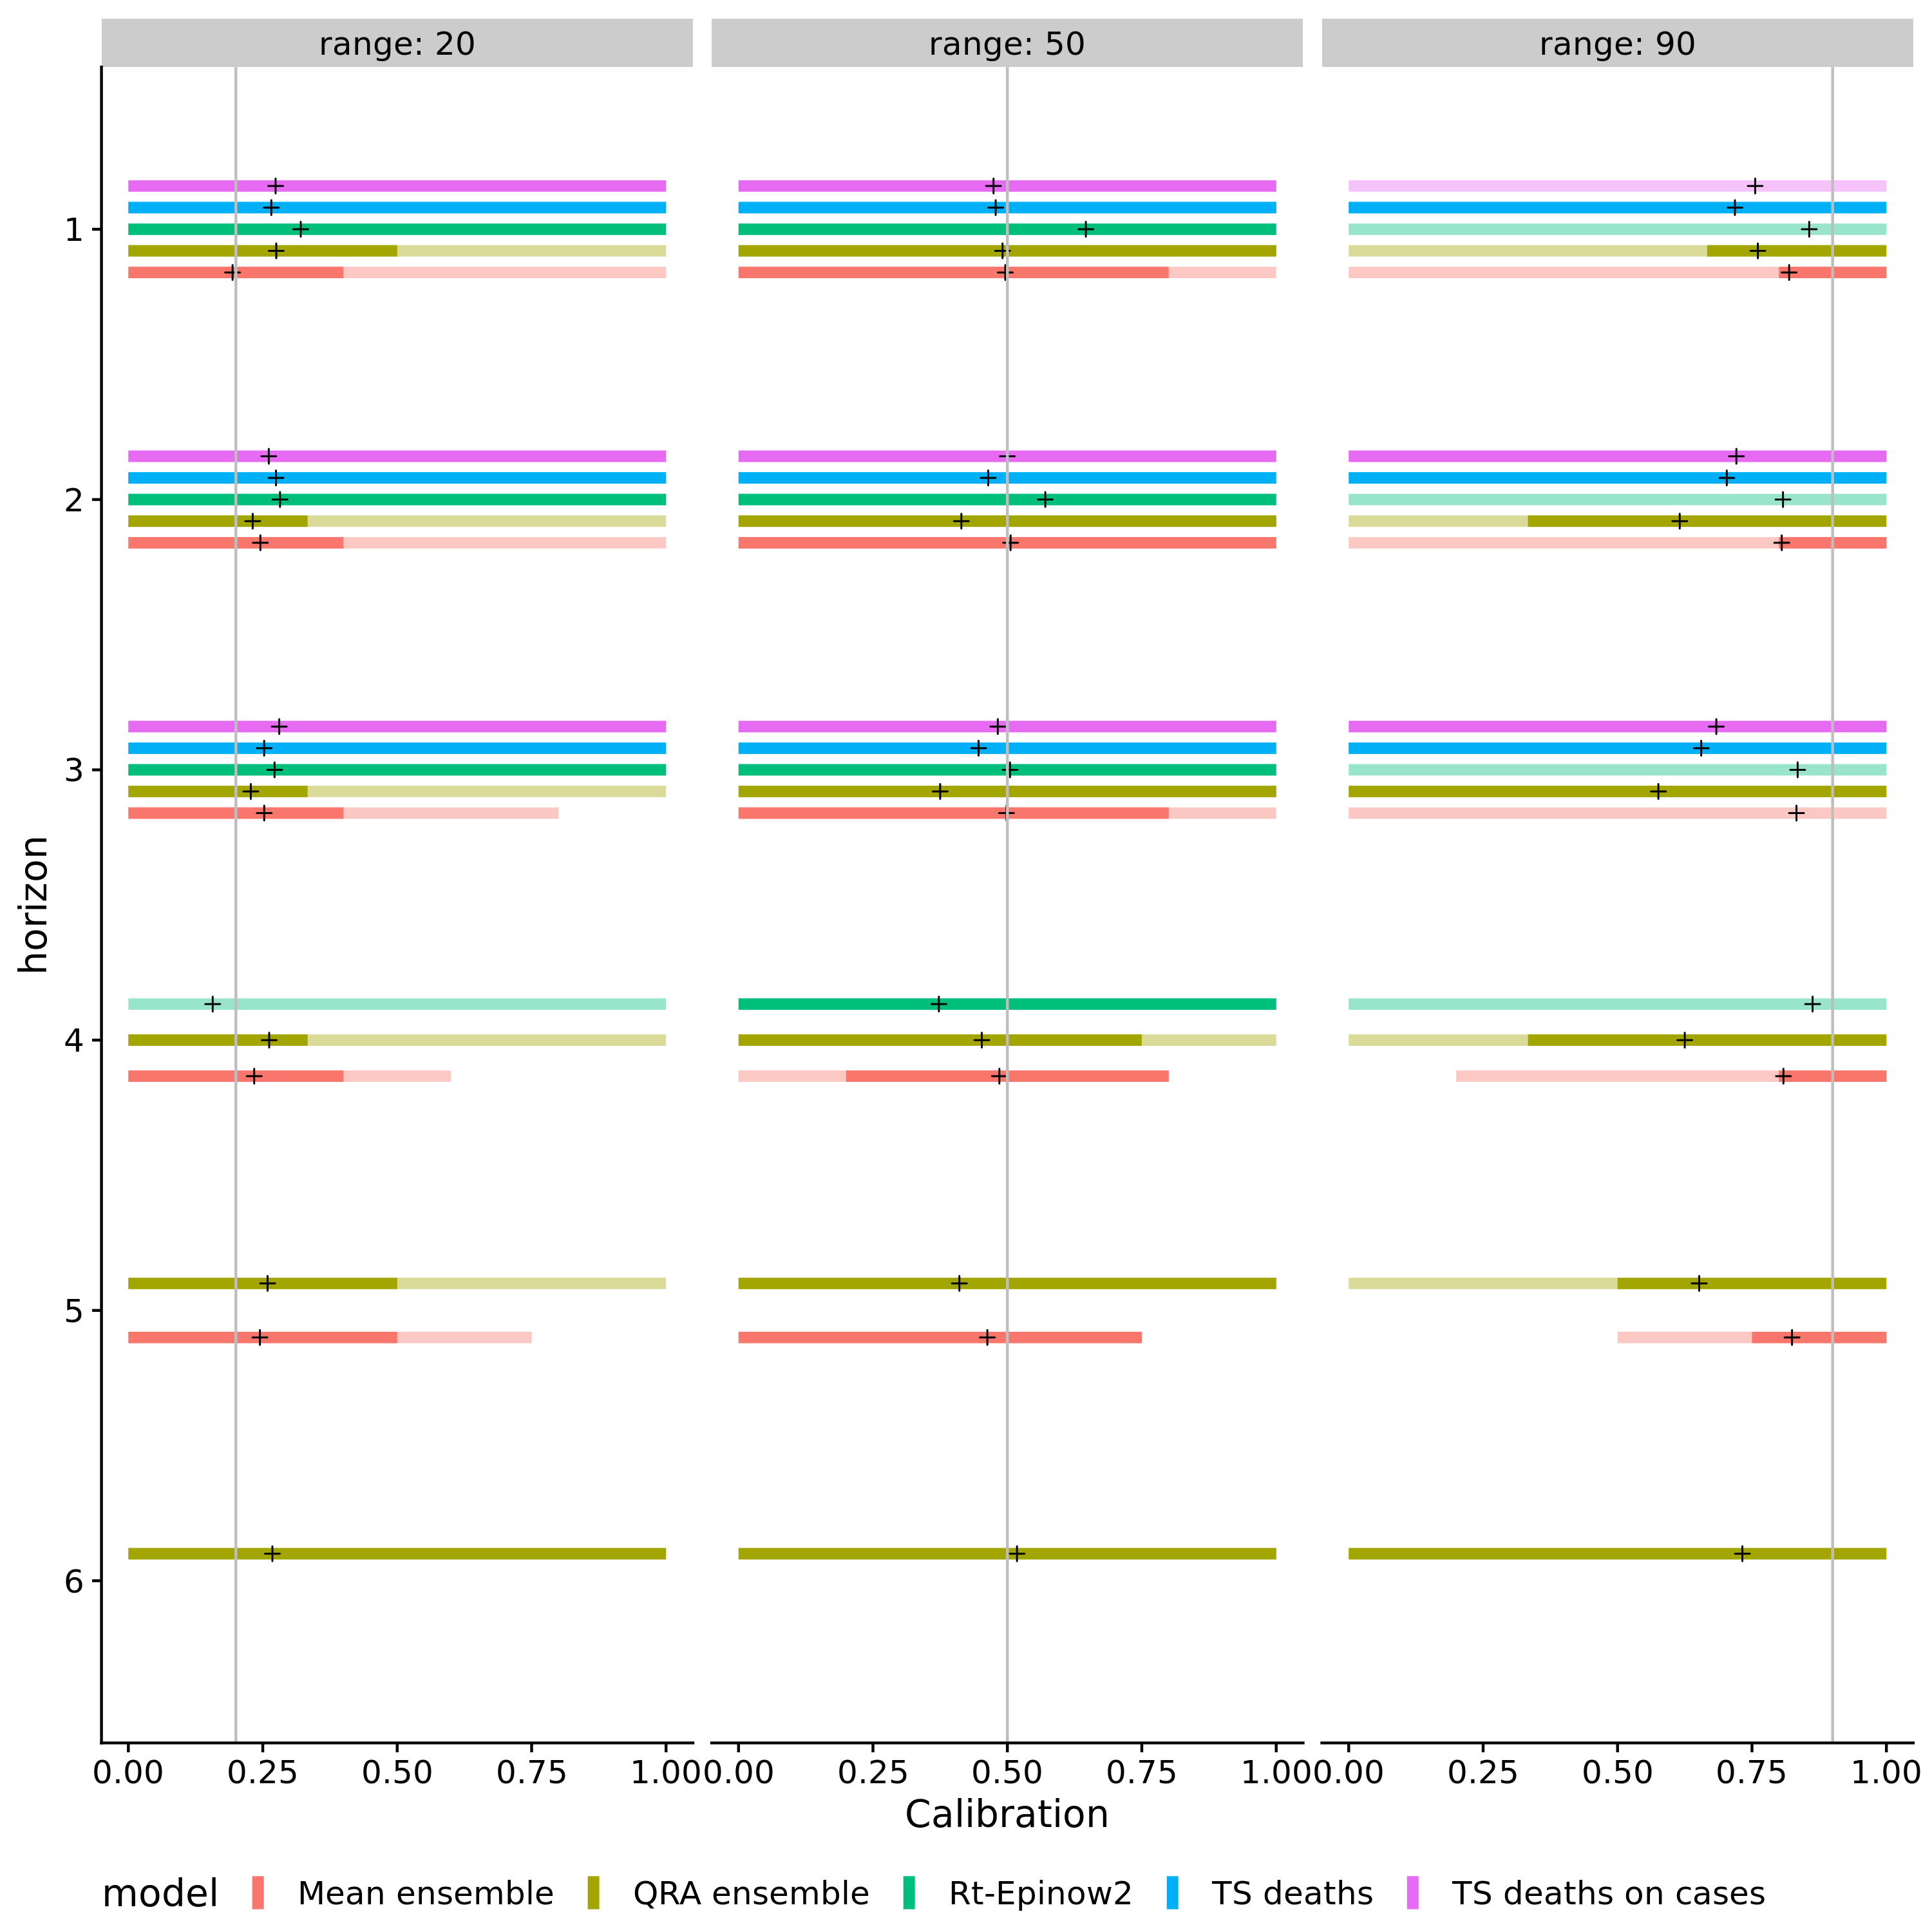 range: 20 range: 50 range: 90
horizon
1
2
3
4
5
6
0.00 0.25 0.50 0.75 1.00 0.00 0.25 0.50 0.75 1.00 0.00 0.25 0.50 0.75 1.00
Calibration
model Mean ensemble QRA ensemble Rt-Epinow2 TS deaths TS deaths on cases